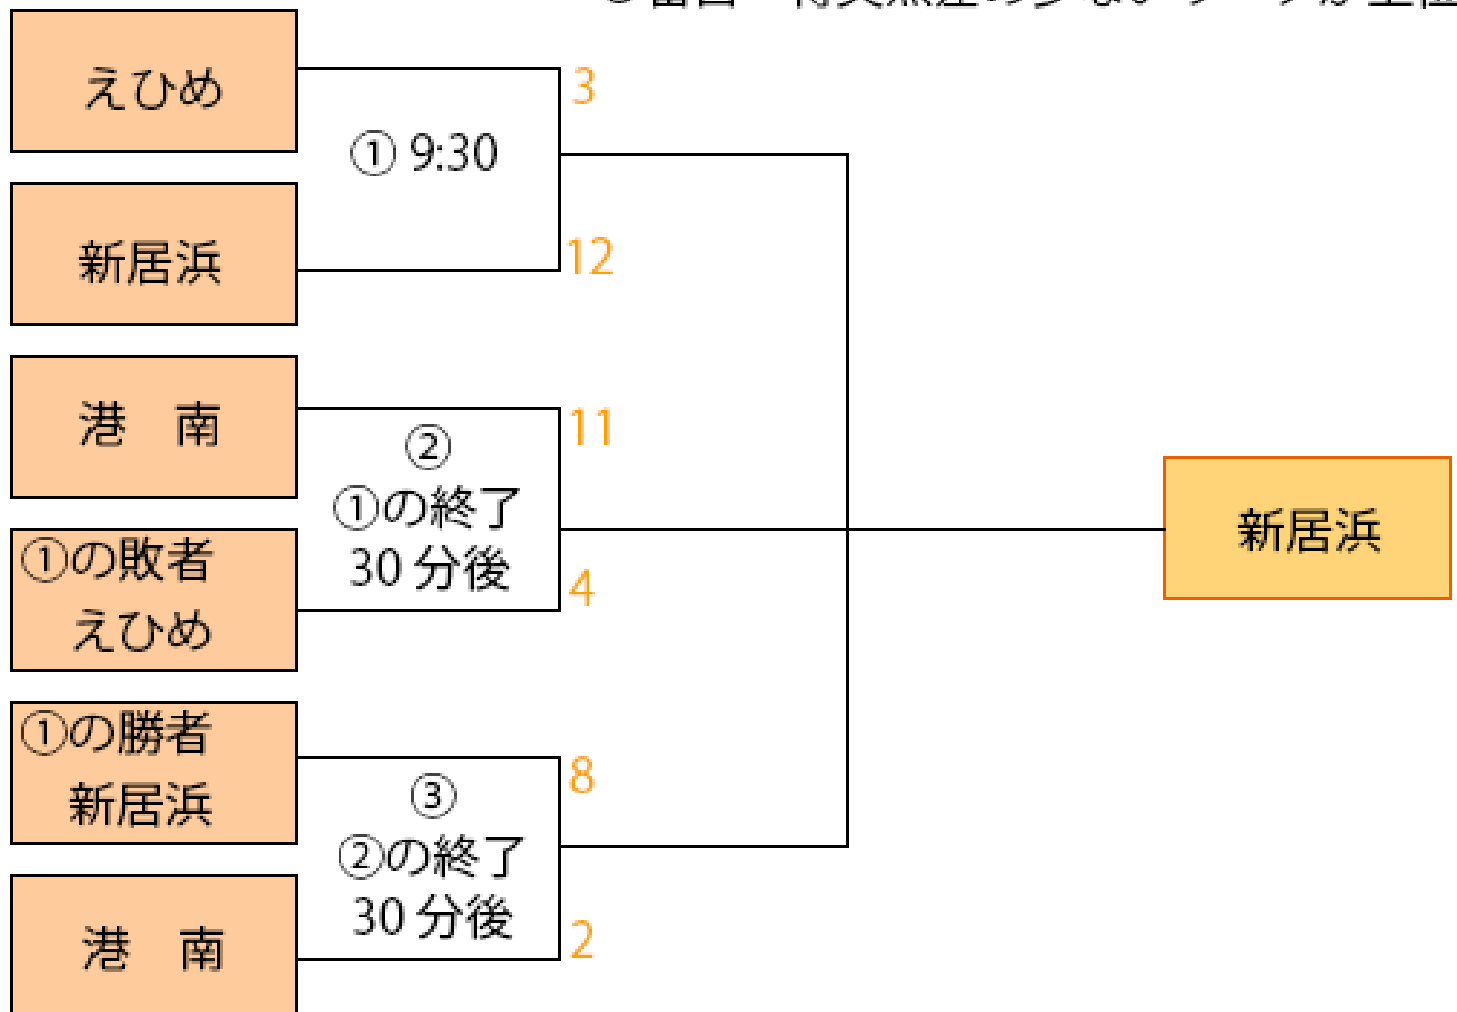 えひめ
① 9:30
3
新居浜
12
港　南
11
②
①の終了
30 分後
①の敗者
えひめ
4
新居浜
①の勝者
新居浜
8
③
②の終了
30 分後
港　南
2